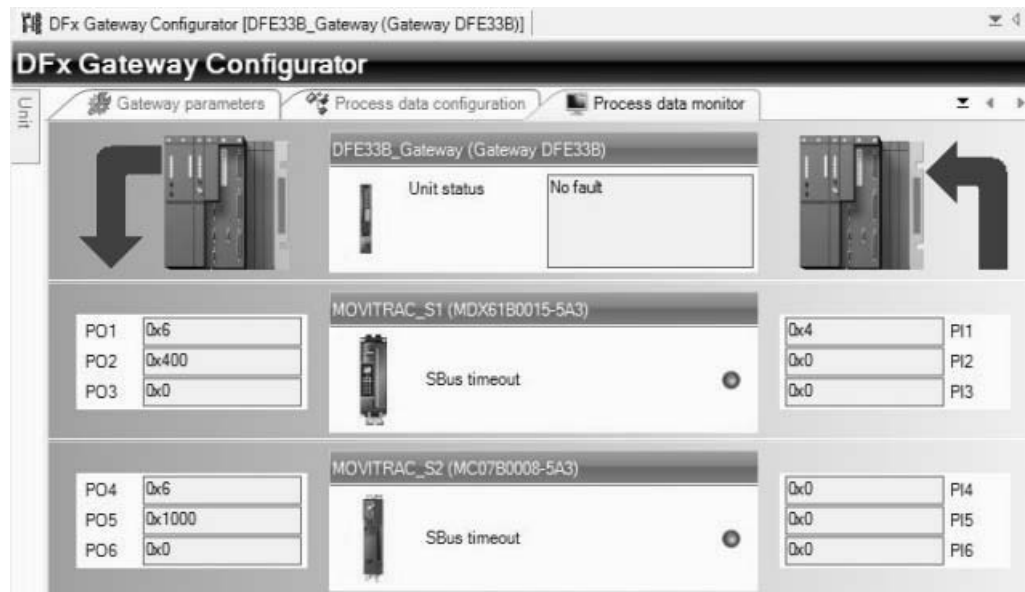 DFx Gateway Configurator [DFE33B_Gateway (Gateway DFE33B)]
DFx Gateway Configurator
Unit
Gateway parameters
Process data configuration
Process data monitor
DFE33B_Gateway (Gateway DFE33B)
Unit status
No fault
MOVITRAC_S1 (MDX61B0015-5A3)
PO1 0x6
PO2 0x400
PO3 0x0
SBus timeout
0x4 PI1
0x0 PI2
0x0 PI3
MOVITRAC_S2 (MC07B0008-5A3)
PO4 0x6
PO5 0x1000
PO6 0x0
SBus timeout
0x0 PI4
0x0 PI5
0x0 PI6